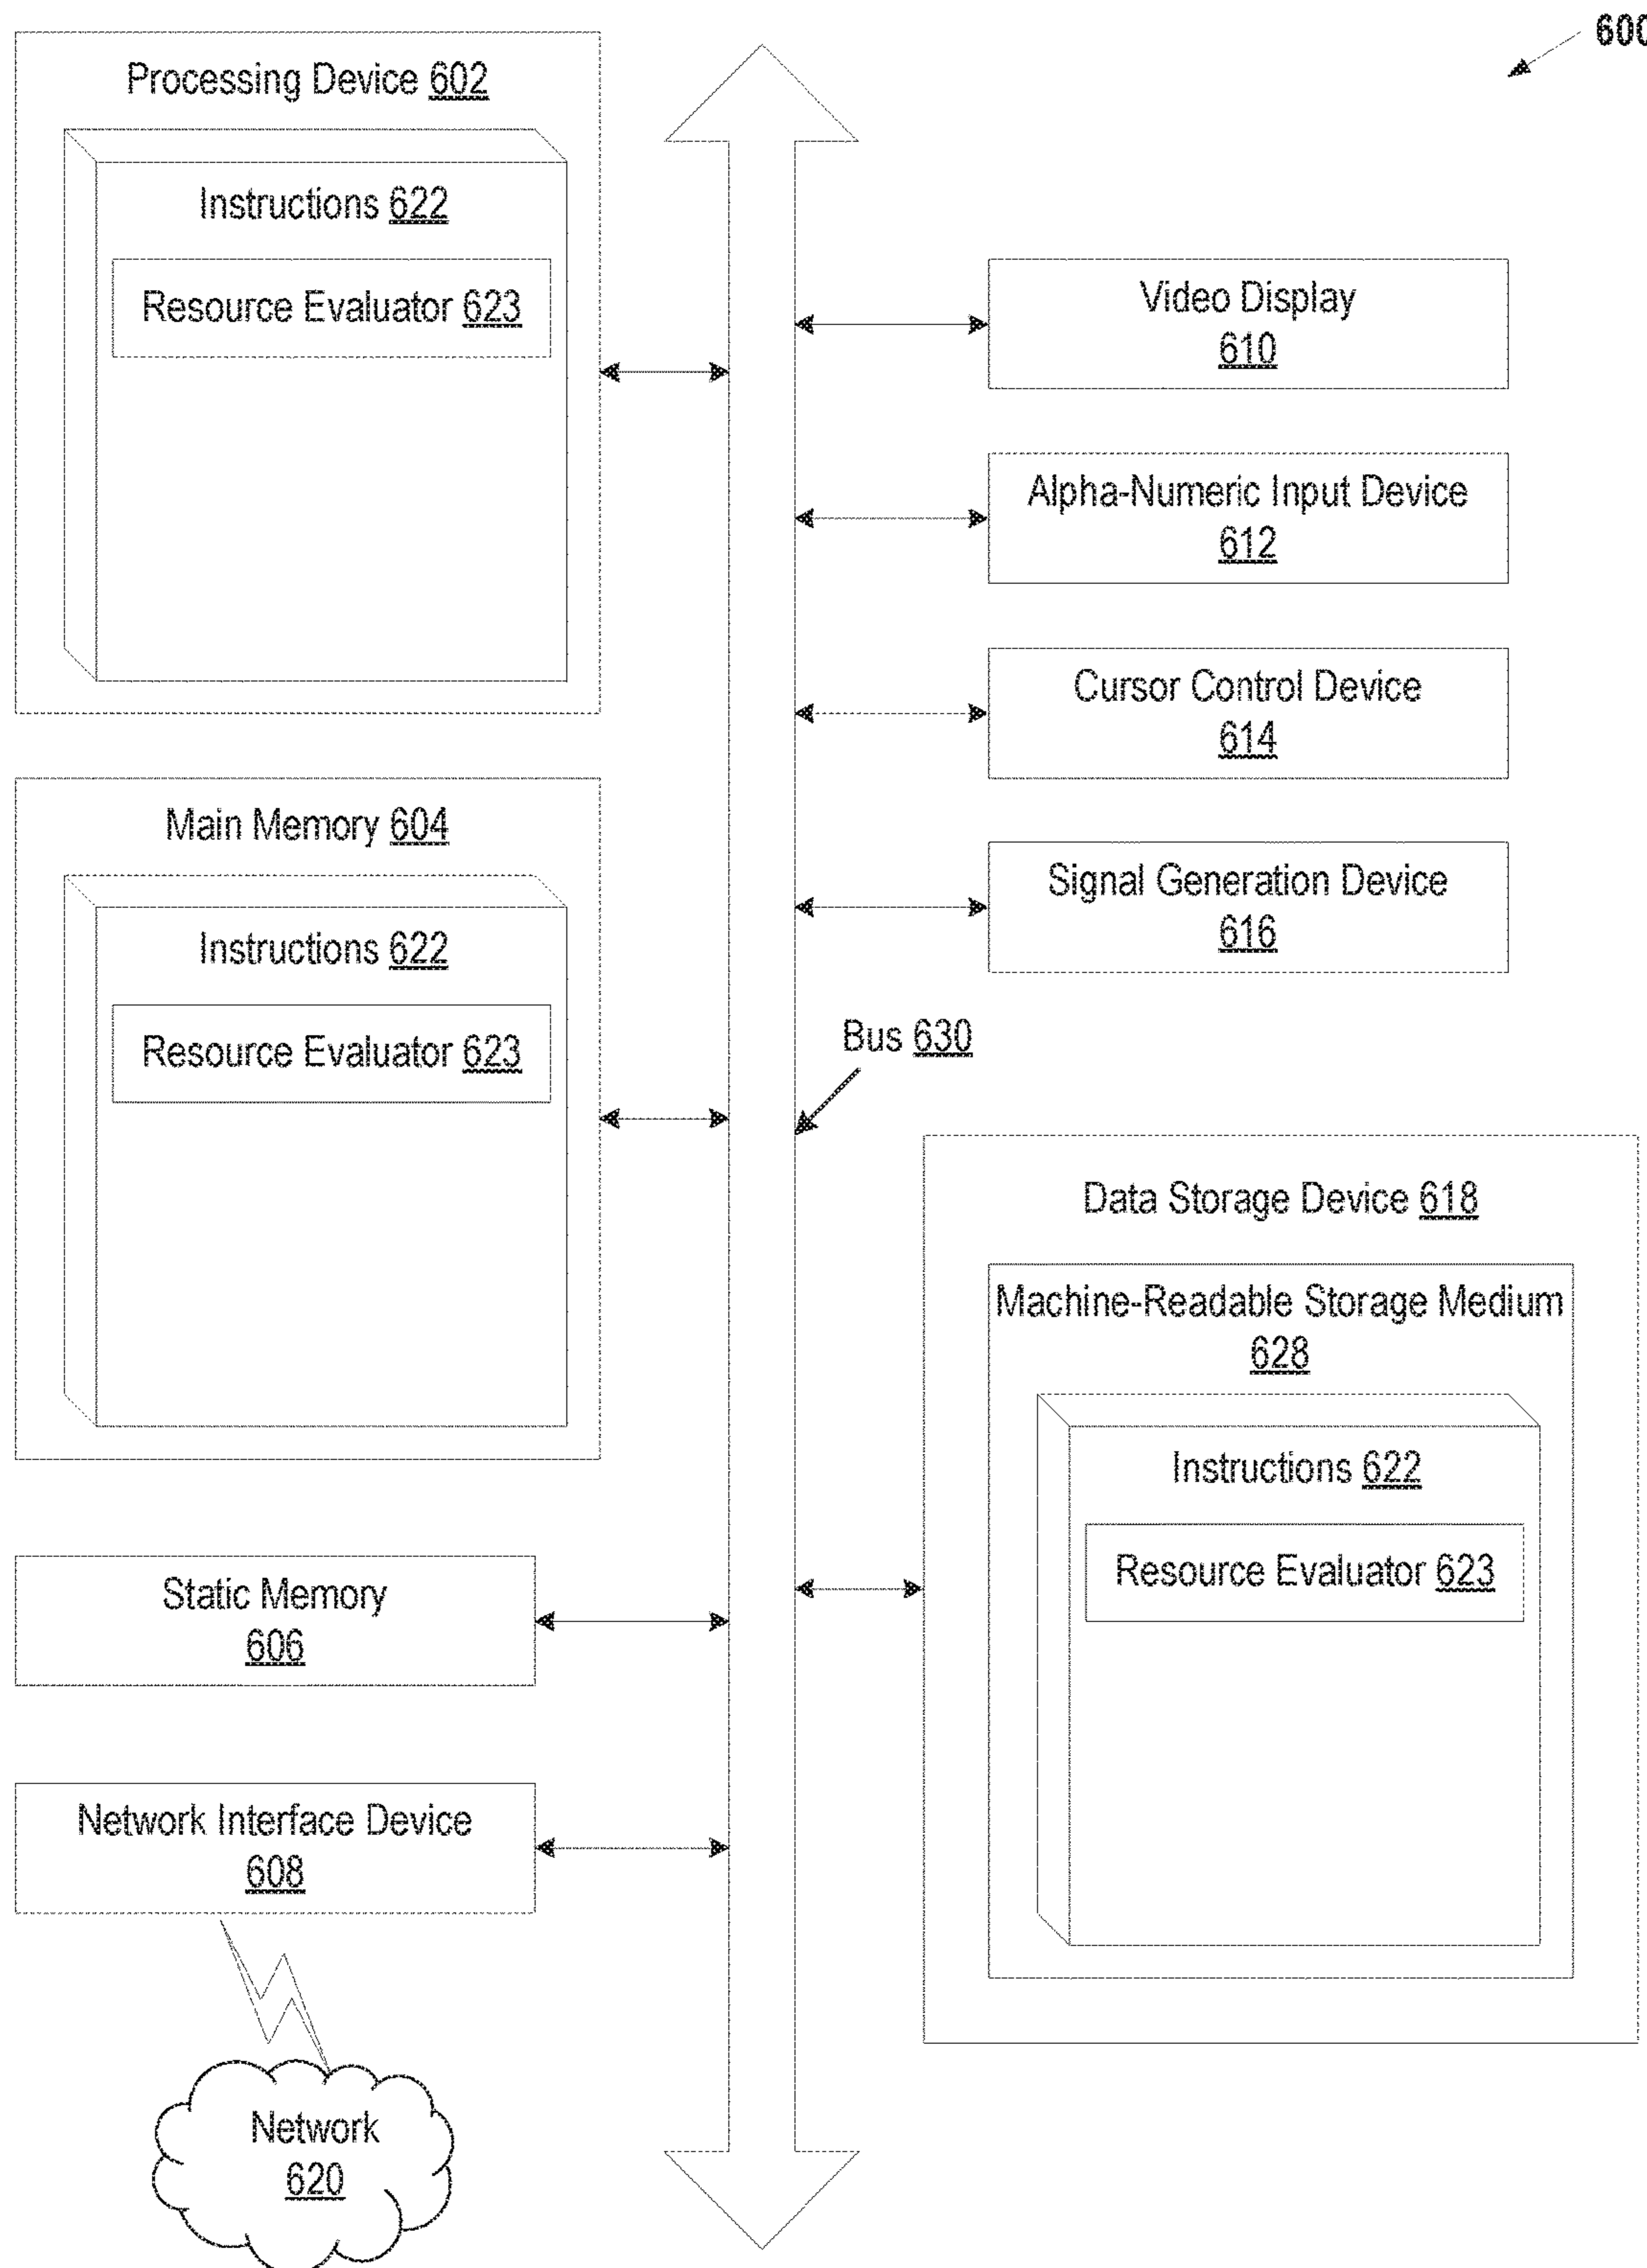 600
Processing Device 602
Instructions 622
Resource Evaluator 623
Main Memory 604
Instructions 622
Resource Evaluator 623
Static Memory
606
Network Interface Device
608
Network
620
Video Display
610
Alpha-Numeric Input Device
612
Cursor Control Device
614
Signal Generation Device
616
Bus 630
Data Storage Device 618
Machine-Readable Storage Medium
628
Instructions 622
Resource Evaluator 623